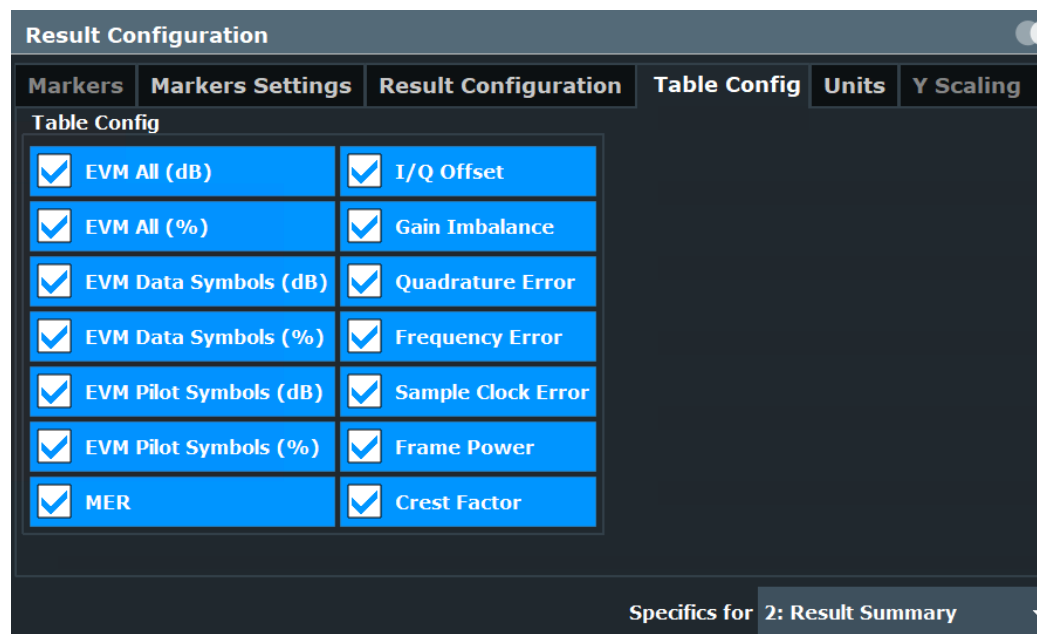 Result Configuration
Markers Markers Settings Result Configuration Table Config Units Y Scaling
Table Config
EVM All (dB) I/Q Offset
EVM All (%) Gain Imbalance
EVM Data Symbols (dB) Quadrature Error
EVM Data Symbols (%) Frequency Error
EVM Pilot Symbols (dB) Sample Clock Error
EVM Pilot Symbols (%) Frame Power
MER Crest Factor
Specifics for 2: Result Summary